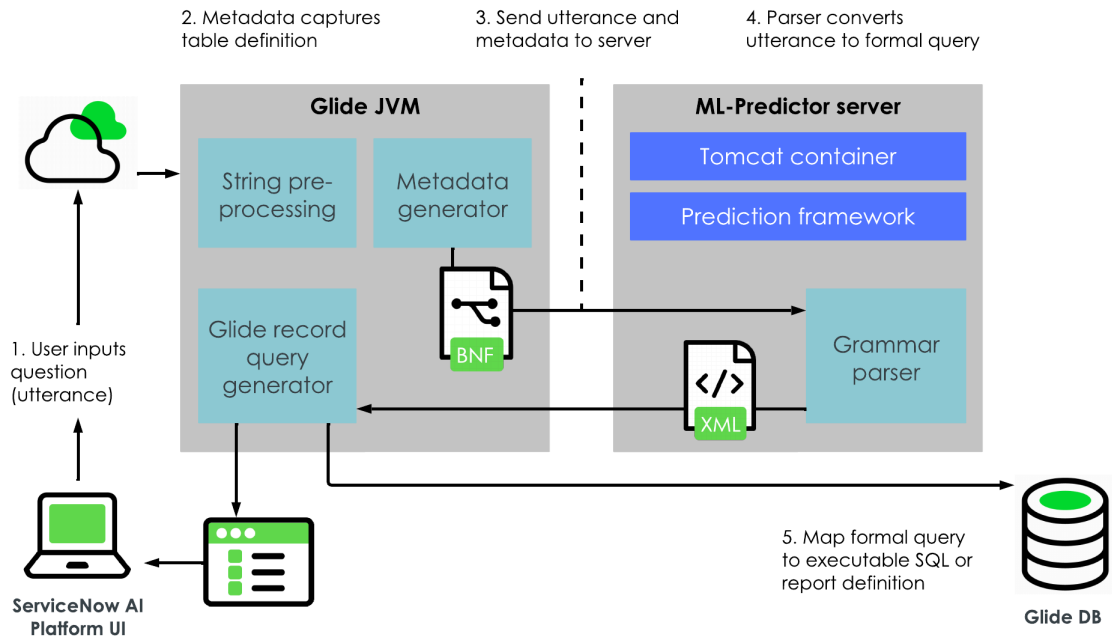 2. Metadata captures
table definition
3. Send utterance and
metadata to server
4. Parser converts
utterance to formal query
Glide JVM
ML-Predictor server
String pre-
processing
Metadata
generator
Tomcat container
Prediction framework
BNF
Glide record
query
generator
Grammar
parser
XML
1. User inputs
question
(utterance)
5. Map formal query
to executable SQL or
report definition
ServiceNow AI
Platform UI
Glide DB